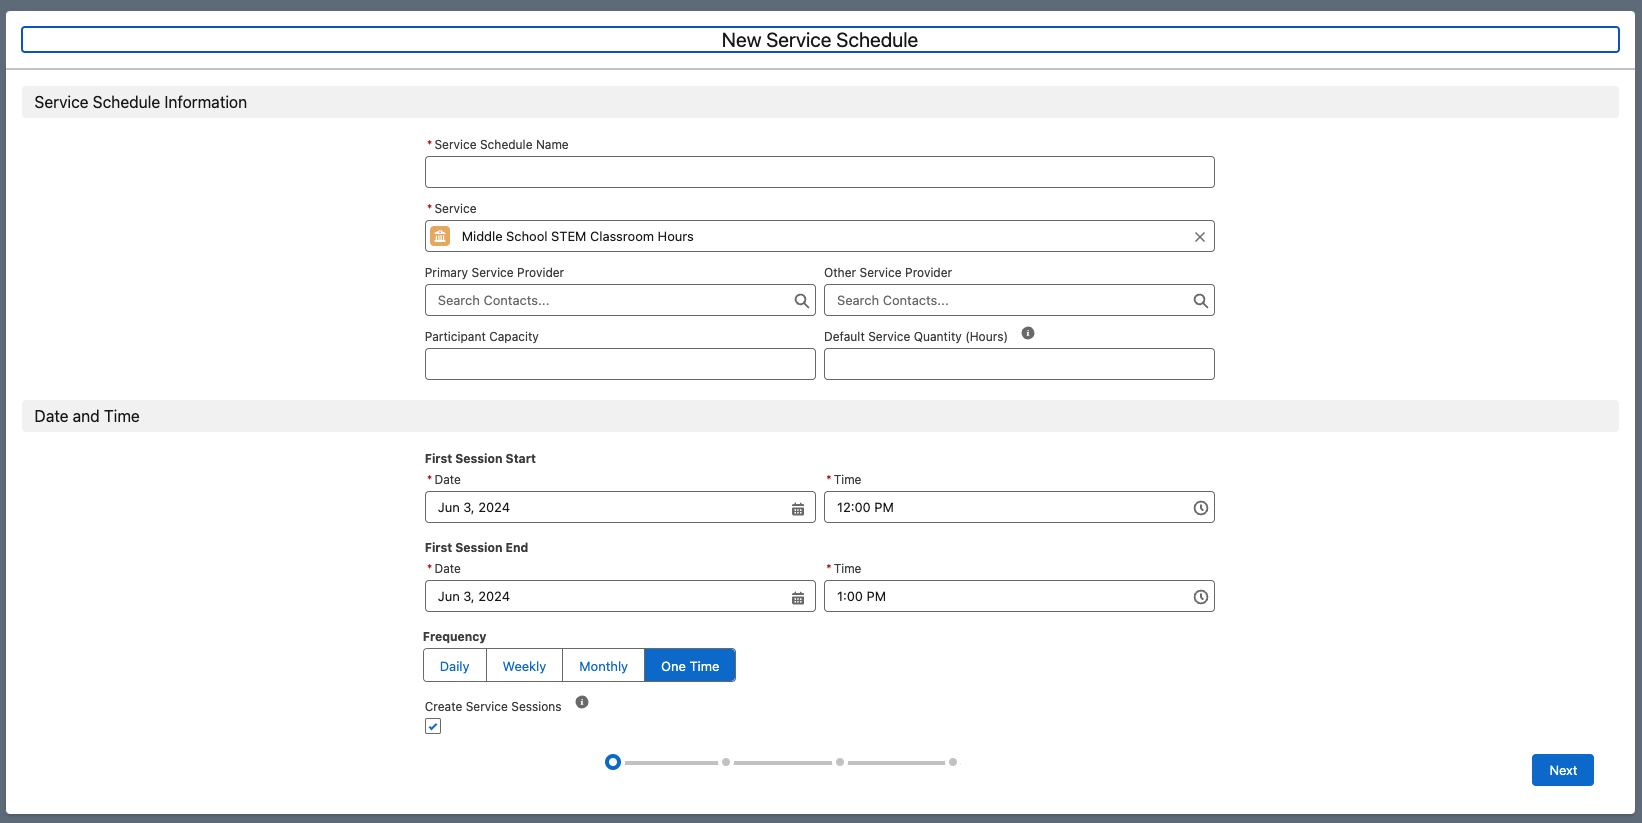 New Service Schedule
Service Schedule Information
* Service Schedule Name
* Service
Middle School STEM Classroom Hours
Primary Service Provider
Other Service Provider
Search Contacts...
Search Contacts...
Participant Capacity
Default Service Quantity (Hours)
Date and Time
First Session Start
* Date
* Time
Jun 3, 2024
12:00 PM
First Session End
* Date
* Time
Jun 3, 2024
1:00 PM
Frequency
Daily
Weekly
Monthly
One Time
Create Service Sessions
Next